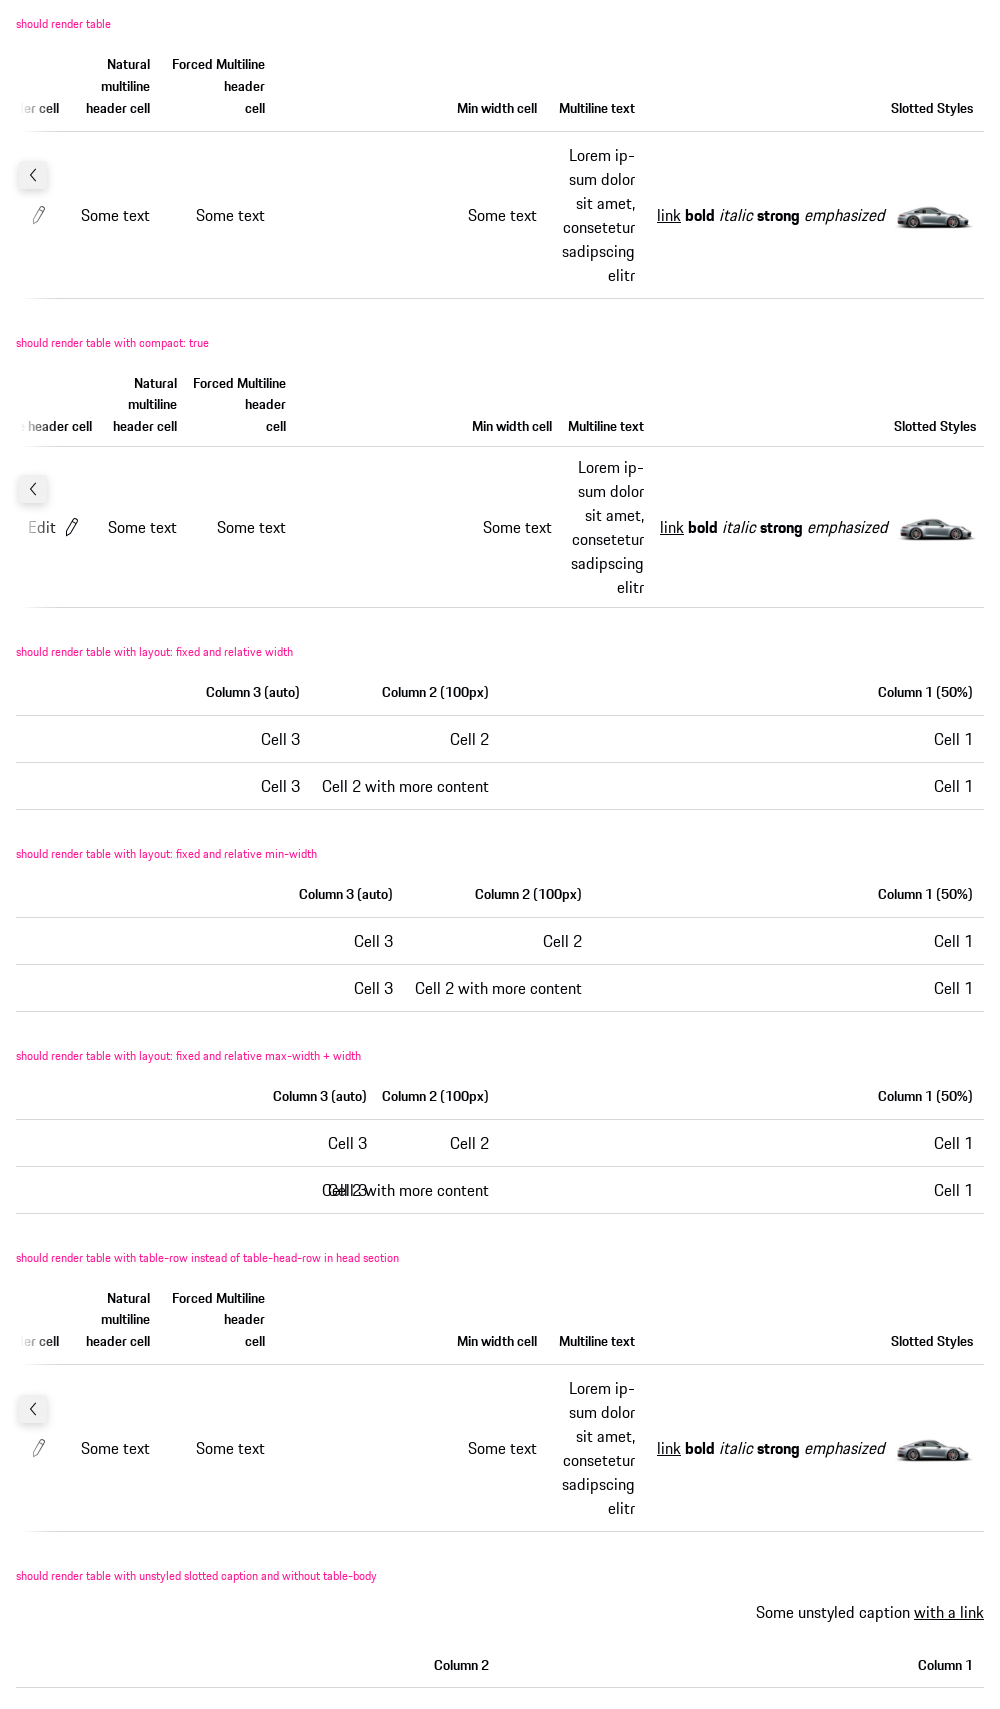 should render table
Natural multiline header cell
Forced Multiline header cell
Min width cell
Multiline text
Slotted Styles
cell
Some text
Some text
Some text
Lorem ip-
sum dolor
sit amet,
consetetur
sadipscing
elitr
link bold italic strong emphasized
should render table with compact: true
header cell
Natural multiline header cell
Forced Multiline header cell
Min width cell
Multiline text
Slotted Styles
Edit
Some text
Some text
Some text
Lorem ip-
sum dolor
sit amet,
consetetur
sadipscing
elitr
link bold italic strong emphasized
should render table with layout: fixed and relative width
Column 3 (auto) Column 2 (100px) Column 1 (50%)
Cell 3 Cell 2 Cell 1
Cell 3 Cell 2 with more content Cell 1
should render table with layout: fixed and relative min-width
Column 3 (auto) Column 2 (100px) Column 1 (50%)
Cell 3 Cell 2 Cell 1
Cell 3 Cell 2 with more content Cell 1
should render table with layout: fixed and relative max-width + width
Column 3 (auto) Column 2 (100px) Column 1 (50%)
Cell 3 Cell 2 Cell 1
Cell 3 Cell 2 with more content Cell 1
should render table with table-row instead of table-head-row in head section
cell
Natural multiline header cell
Forced Multiline header cell
Min width cell
Multiline text
Slotted Styles
Some text
Some text
Some text
Lorem ip-
sum dolor
sit amet,
consetetur
sadipscing
elitr
link bold italic strong emphasized
should render table with unstyled slotted caption and without table-body
Some unstyled caption with a link
Column 2 Column 1